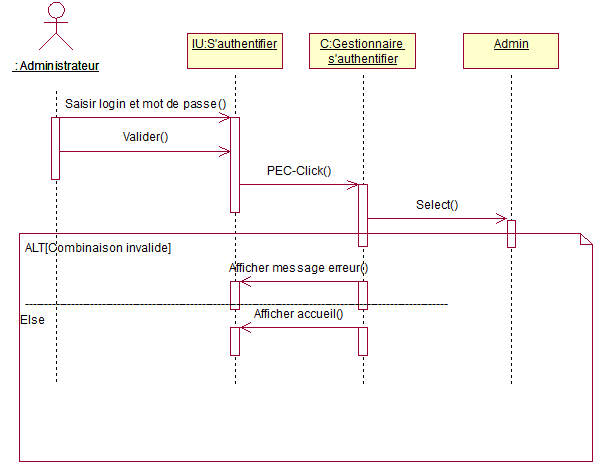 : Administrateur
IU:S'authentifier
C:Gestionnaire
s'authentifier
Admin
Saisir login et mot de passe()
Valider()
PEC-Click()
Select()
ALT[Combinaison invalide]
Afficher message erreur()
Else
Afficher accueil()